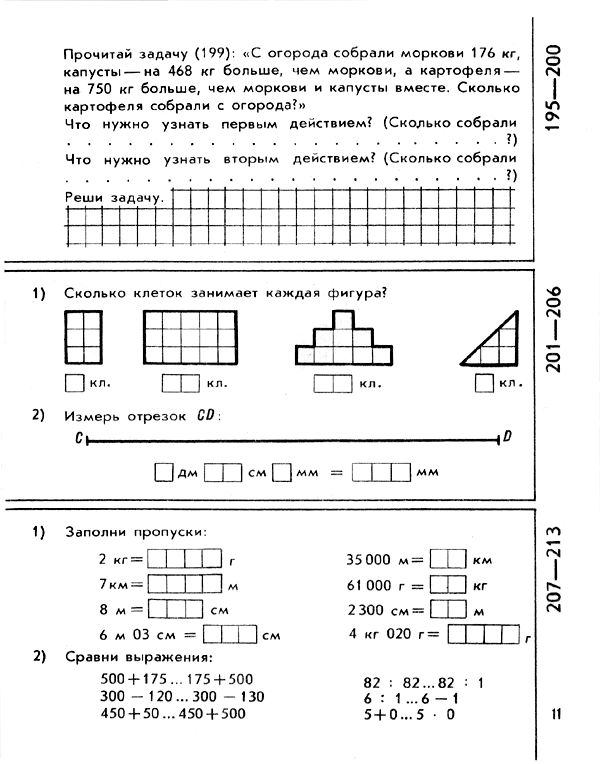 Прочитай задачу (199): «С огорода собрали моркови 176 кг,
капусты — на 468 кг больше, чем моркови, а картофеля —
на 750 кг больше, чем моркови и капусты вместе. Сколько
картофеля собрали с огорода?»
Что нужно узнать первым действием? (Сколько собрали
. . . . . . . . . . . . . . . . . . . . ?)
Что нужно узнать вторым действием? (Сколько собрали
. . . . . . . . . . . . . . . . . . . . ?)
Реши задачу.
195—200
1) Сколько клеток занимает каждая фигура?
кл. кл. кл. кл.
2) Измерь отрезок CD:
C D
дм см мм = мм
201—206
1) Заполни пропуски:
2 кг = г 35 000 м = км
7 км = м 61 000 г = кг
8 м = см 2 300 см = м
6 м 03 см = см 4 кг 020 г = г
2) Сравни выражения:
500 + 175 ... 175 + 500 82 : 82 ... 82 : 1
300 — 120 ... 300 — 130 6 : 1 ... 6 — 1
450 + 50 ... 450 + 500 5 + 0 ... 5 · 0
207—213
11